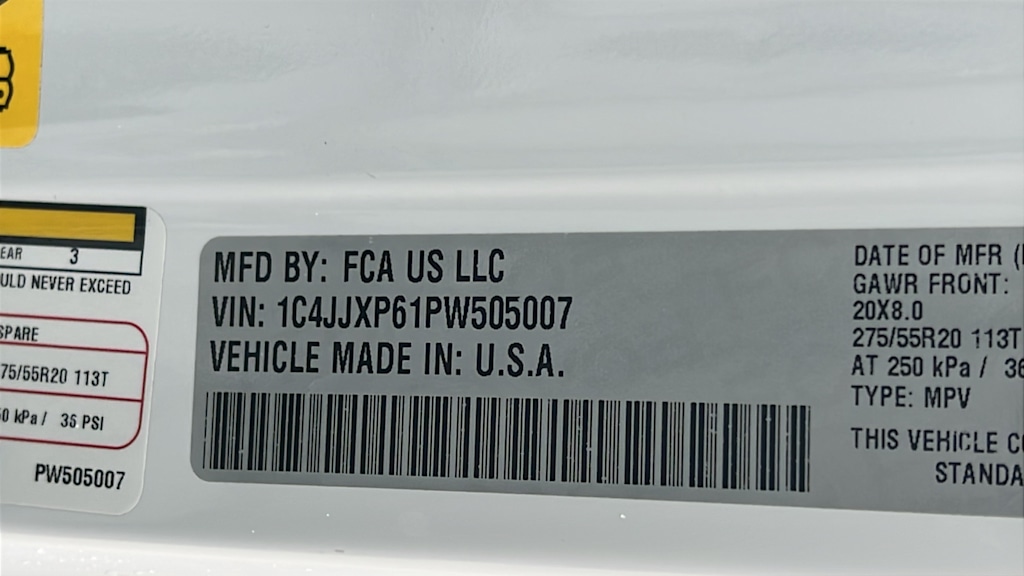 EAR 3
ULD NEVER EXCEED
SPARE
75/55R20 113T
0 kPa / 35 PSI
PW505007
MFD BY: FCA US LLC
VIN: 1C4JJXP61PW505007
VEHICLE MADE IN: U.S.A.
DATE OF MFR (
GAWR FRONT:
20X8.0
275/55R20 113T
AT 250 kPa / 36
TYPE: MPV
THIS VEHICLE CO
STANDA